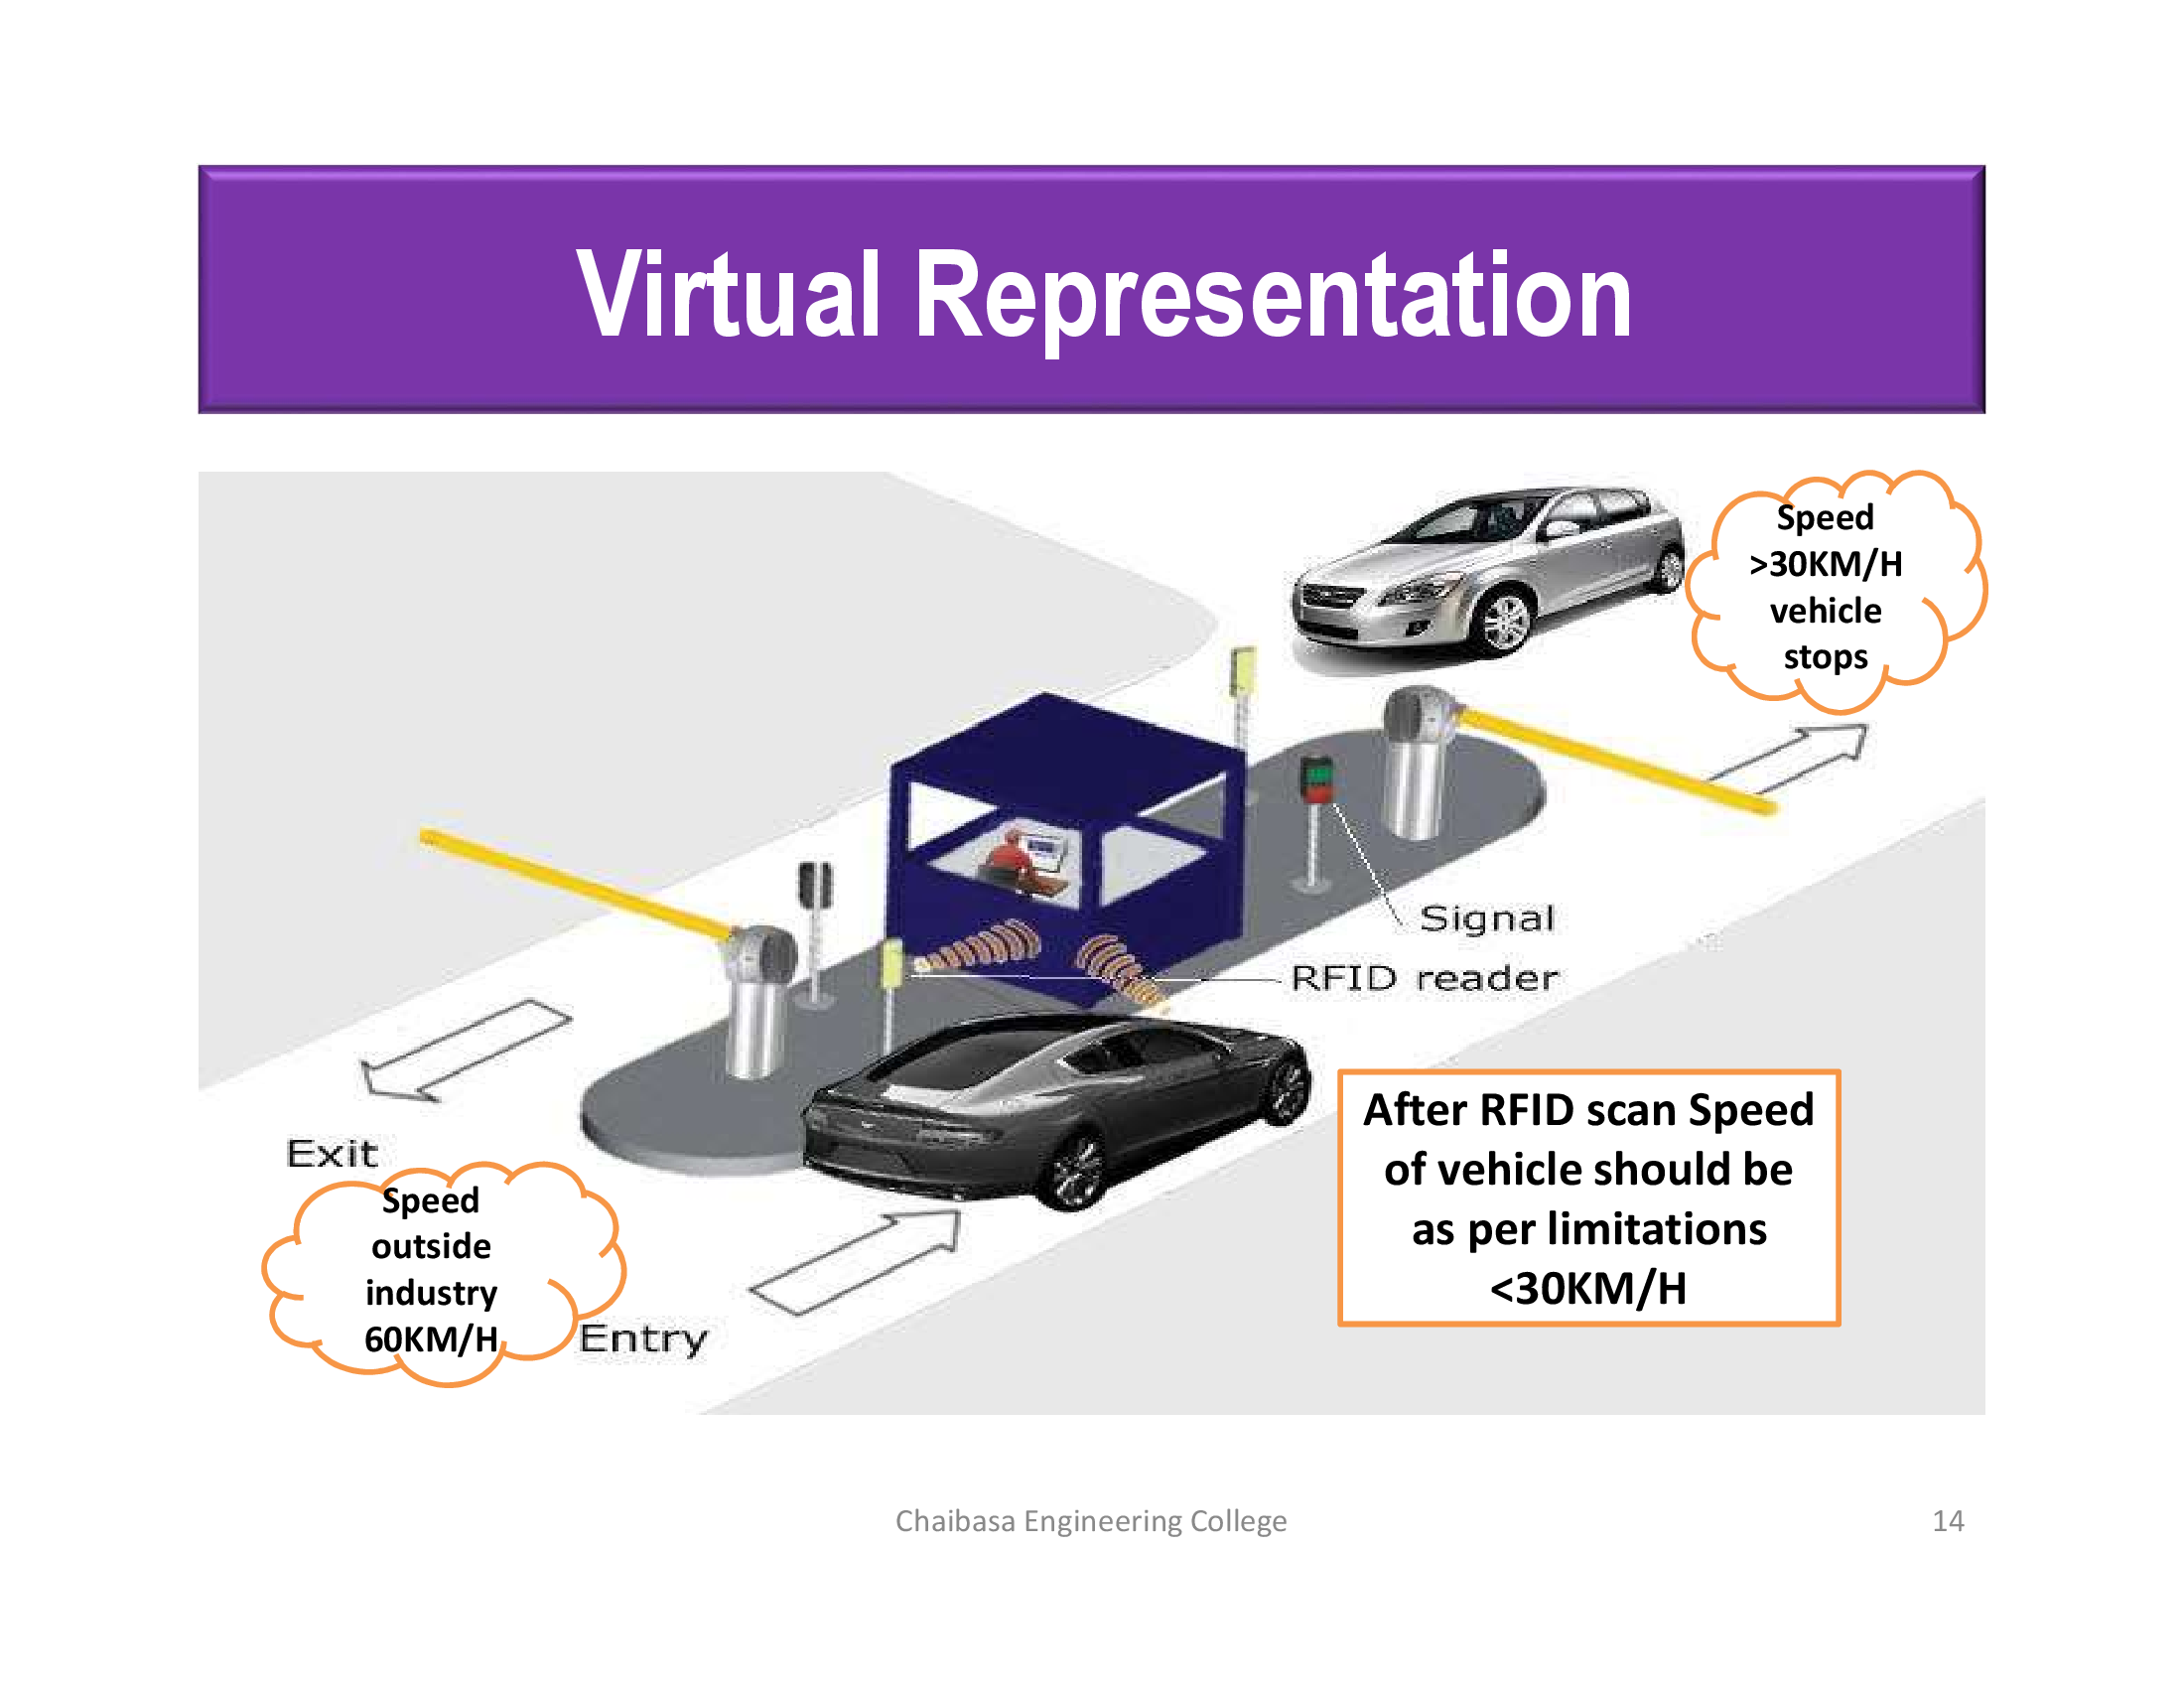 Virtual Representation
Speed
>30KM/H
vehicle
stops
Signal
RFID reader
After RFID scan Speed
of vehicle should be
as per limitations
<30KM/H
Exit
Speed
outside
industry
60KM/H
Entry
Chaibasa Engineering College
14